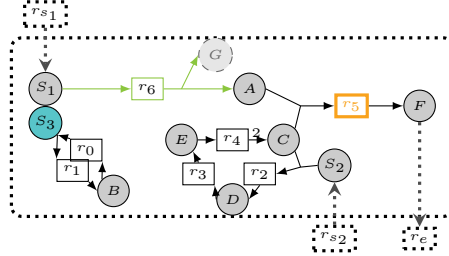 r_{s_1}
G
S_1 r_6 A
r_5 F
S_3
r_0 E r_4 2 C
r_1 r_3 r_2 S_2
B D
r_{s_2} r_e